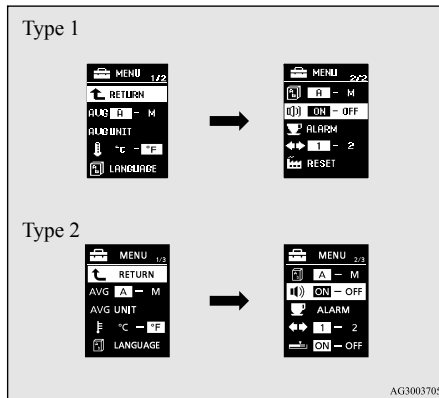 Type 1
MENU 1/2
RETURN
AVG A - M
AVG UNIT
°C - °F
LANGUAGE
MENU 2/2
A - M
ON - OFF
ALARM
1 - 2
RESET
Type 2
MENU 1/3
RETURN
AVG A - M
AVG UNIT
°C - °F
LANGUAGE
MENU 2/3
A - M
ON - OFF
ALARM
1 - 2
ON - OFF
AG3003705